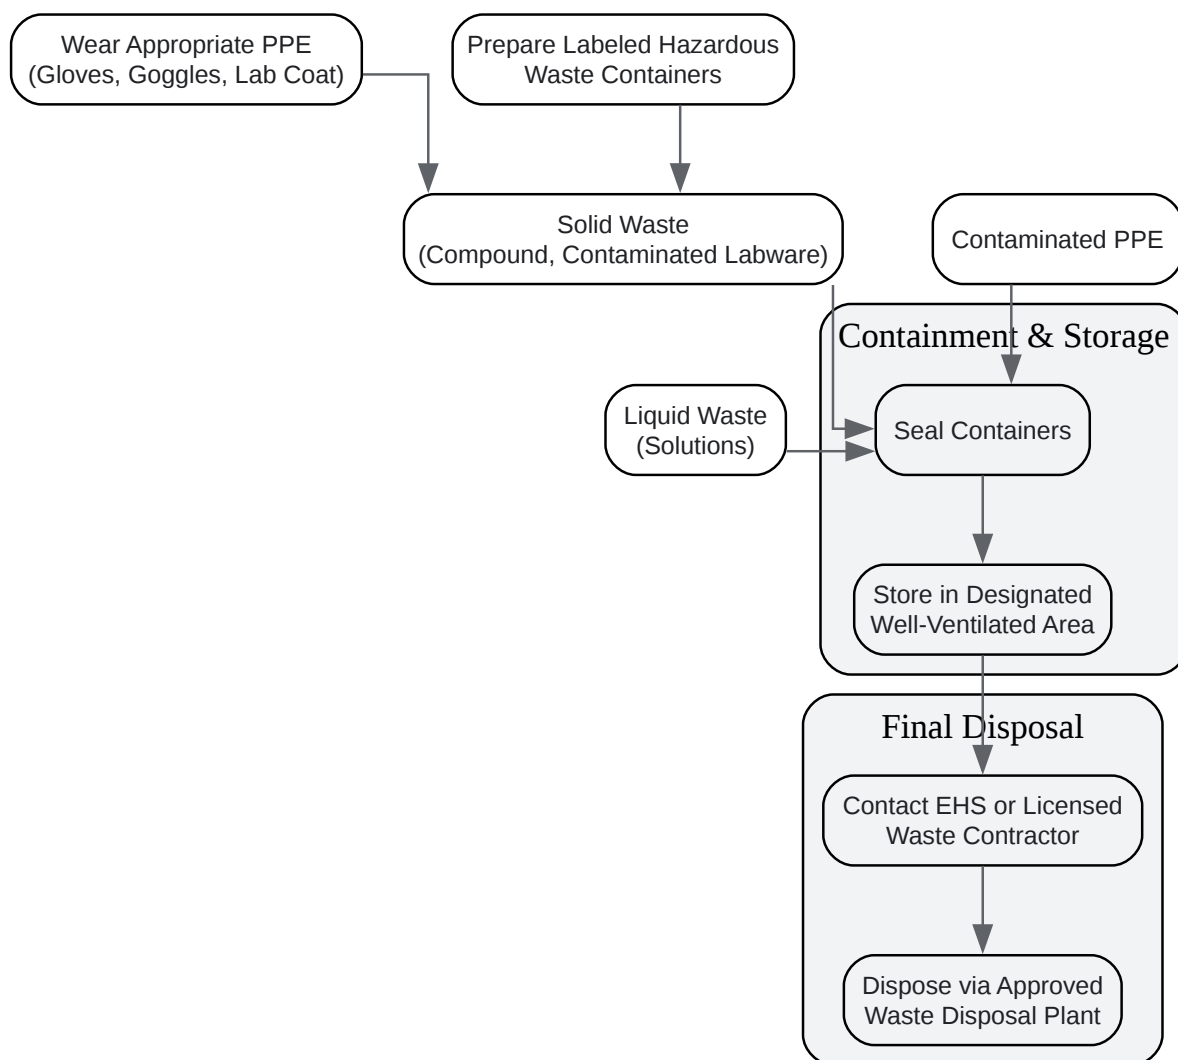 Wear Appropriate PPE
(Gloves, Goggles, Lab Coat)
Prepare Labeled Hazardous
Waste Containers
Solid Waste
(Compound, Contaminated Labware)
Contaminated PPE
Containment & Storage
Liquid Waste
(Solutions)
Seal Containers
Store in Designated
Well-Ventilated Area
Final Disposal
Contact EHS or Licensed
Waste Contractor
Dispose via Approved
Waste Disposal Plant